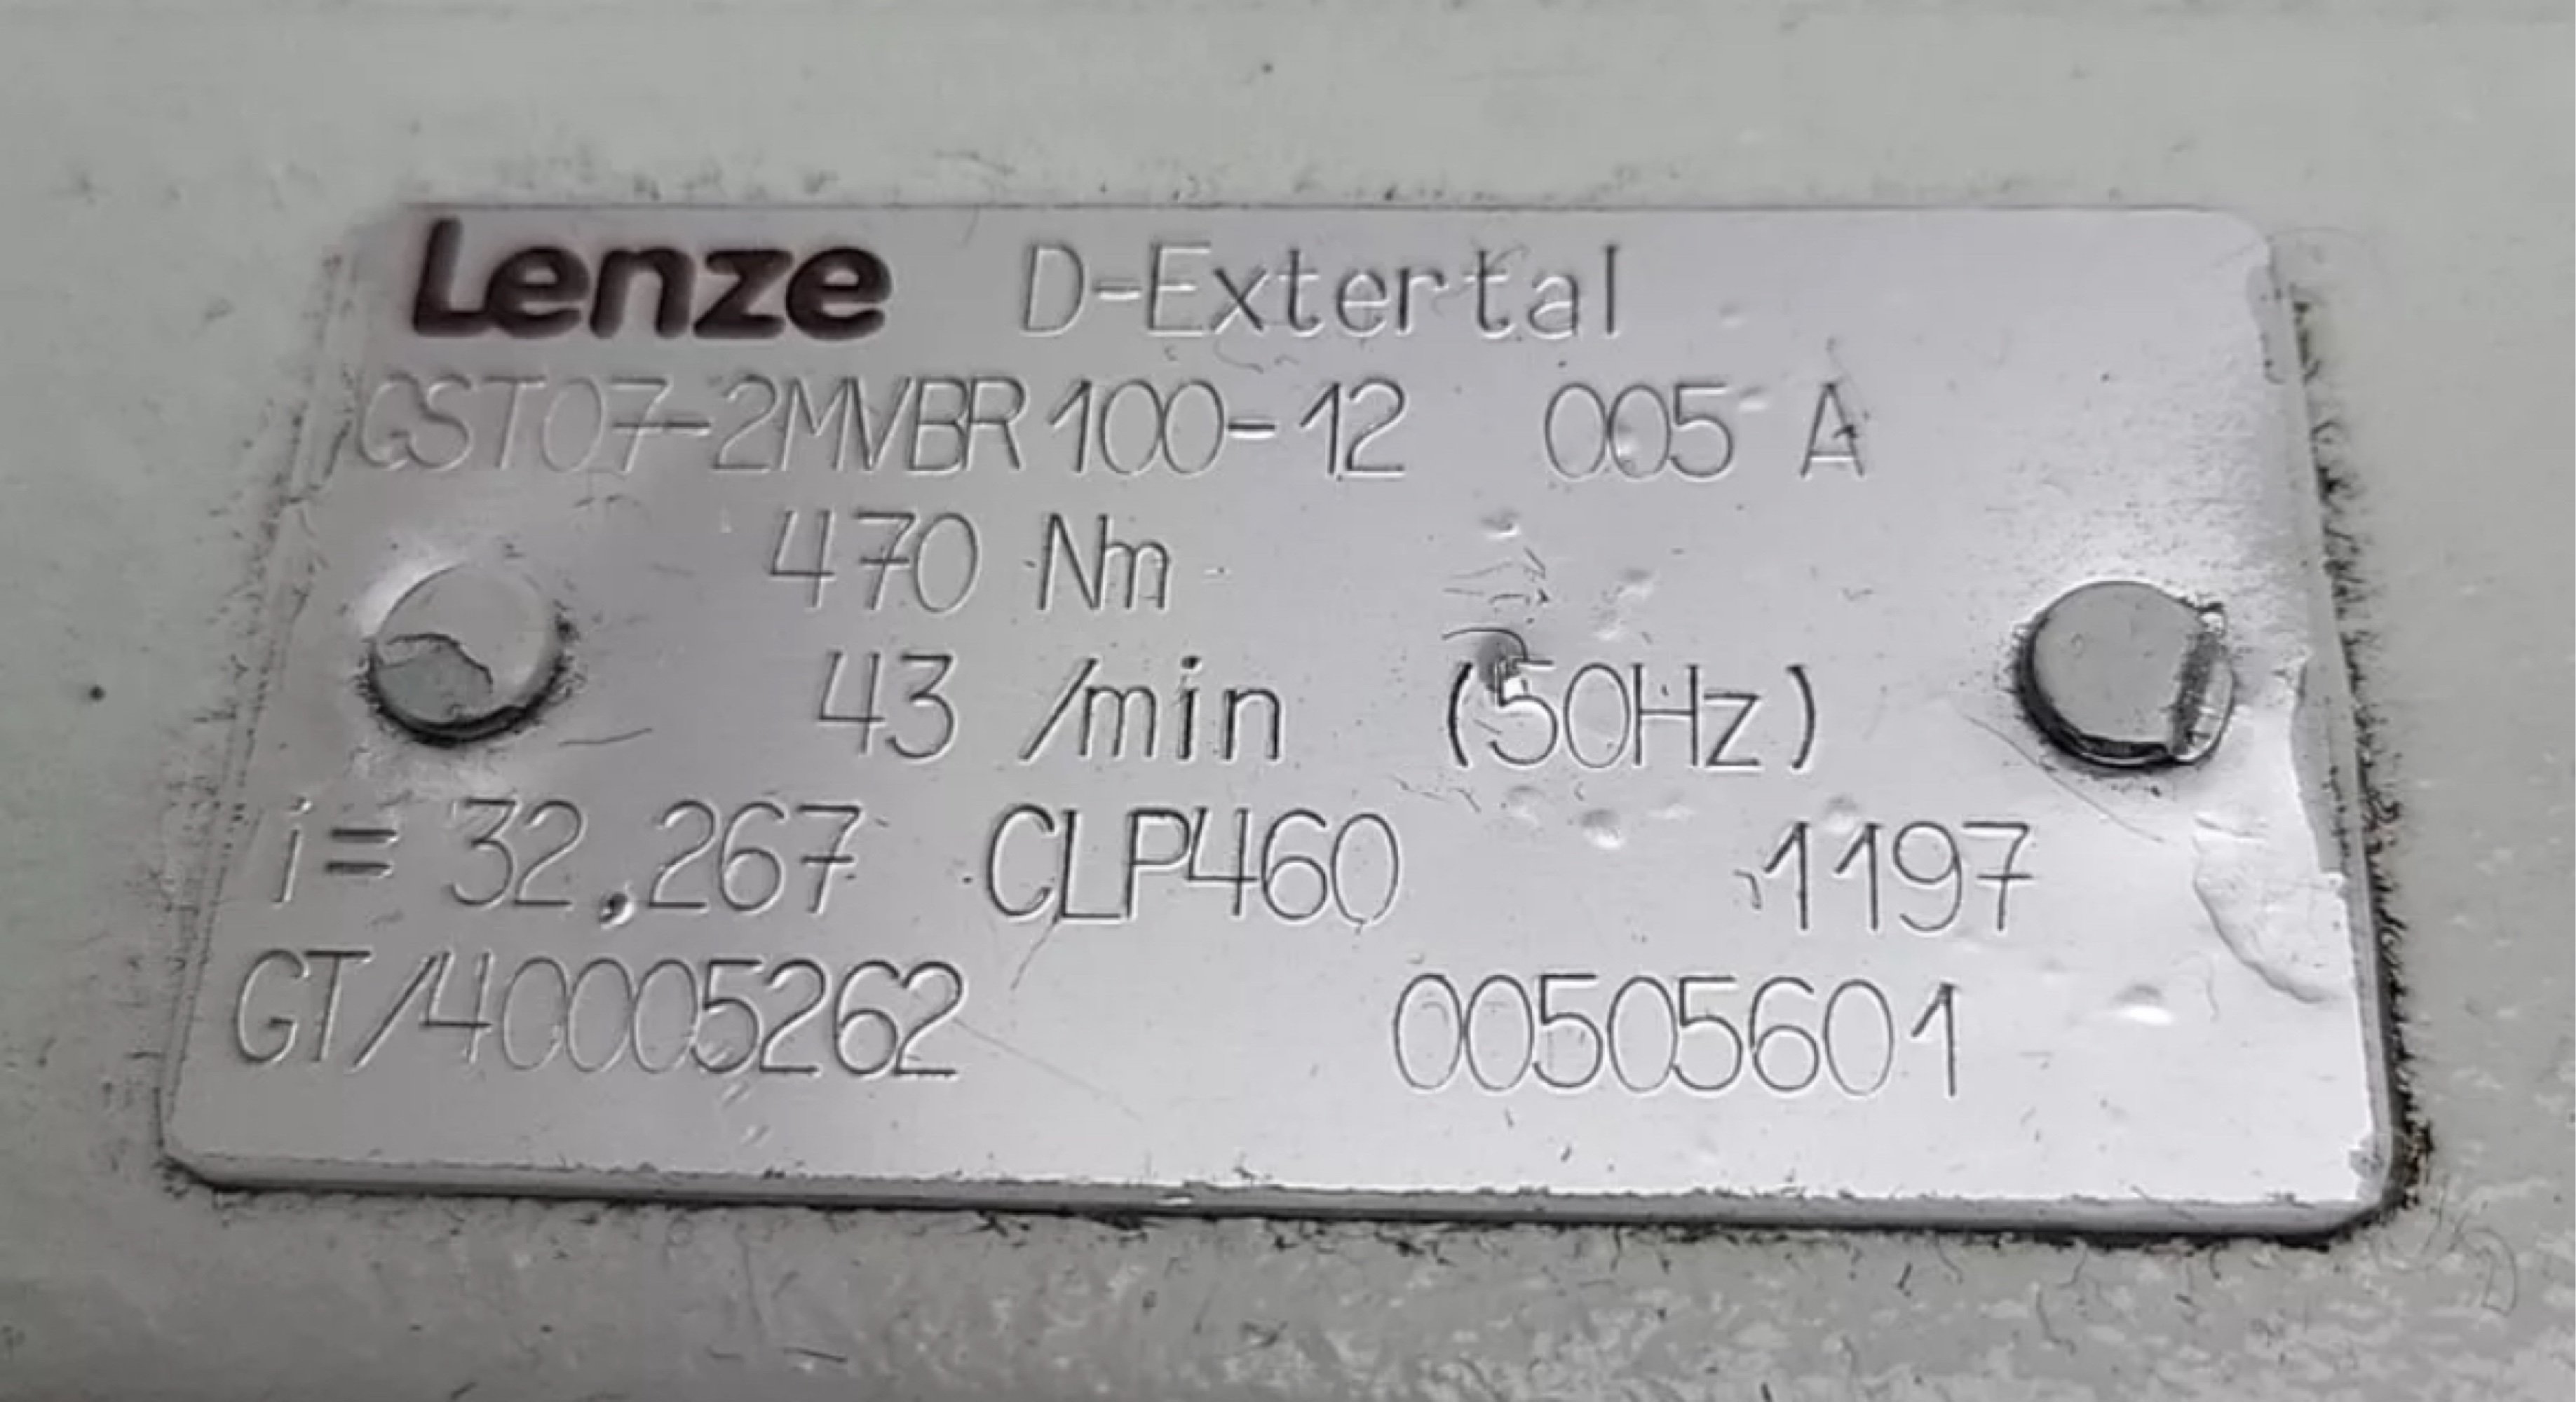 Lenze D-Extertal
GST07-2MVBR100-12 005 A
470 Nm
43 /min (50Hz)
i= 32,267 CLP460 1197
GT/40005262 00505601